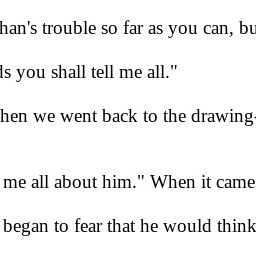 han's trouble so far as you can, bu
ds you shall tell me all."
hen we went back to the drawing-
me all about him." When it came
began to fear that he would think